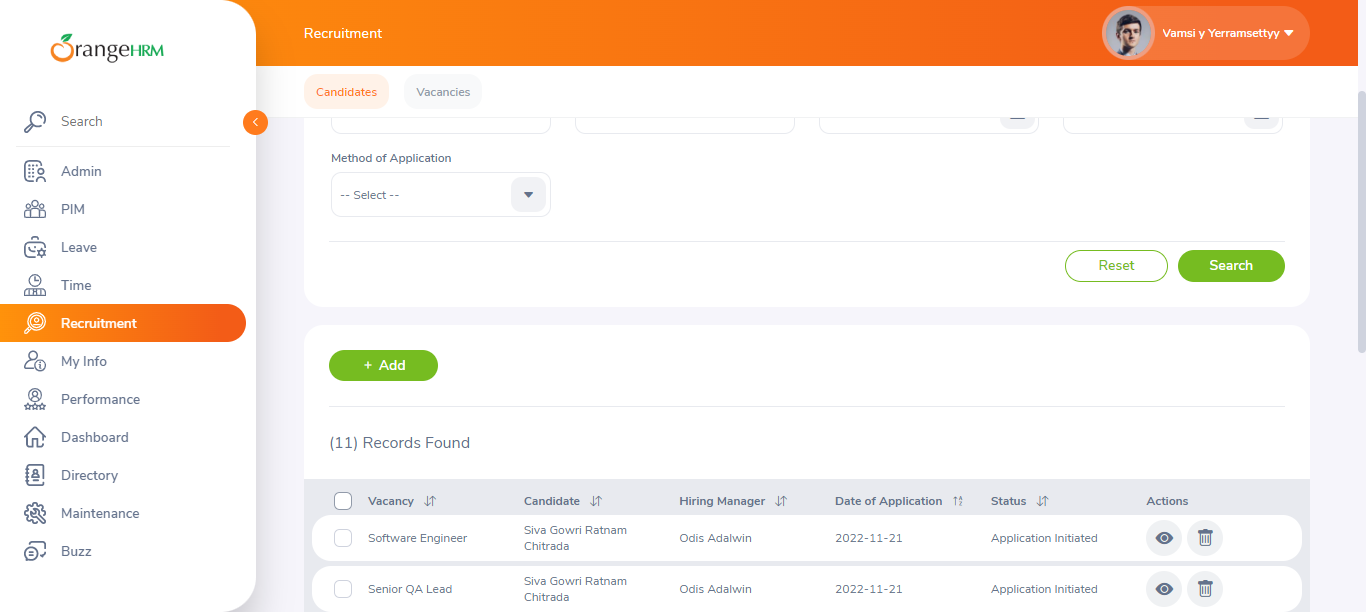 OrangeHRM
Recruitment
Vamsi y Yerramsettyy
Search
Admin
PIM
Leave
Time
Recruitment
My Info
Performance
Dashboard
Directory
Maintenance
Buzz
Candidates
Vacancies
Method of Application
-- Select --
Reset
Search
+ Add
(11) Records Found
Vacancy Candidate Hiring Manager Date of Application Status Actions
Software Engineer Siva Gowri Ratnam Chitrada Odis Adalwin 2022-11-21 Application Initiated
Senior QA Lead Siva Gowri Ratnam Chitrada Odis Adalwin 2022-11-21 Application Initiated